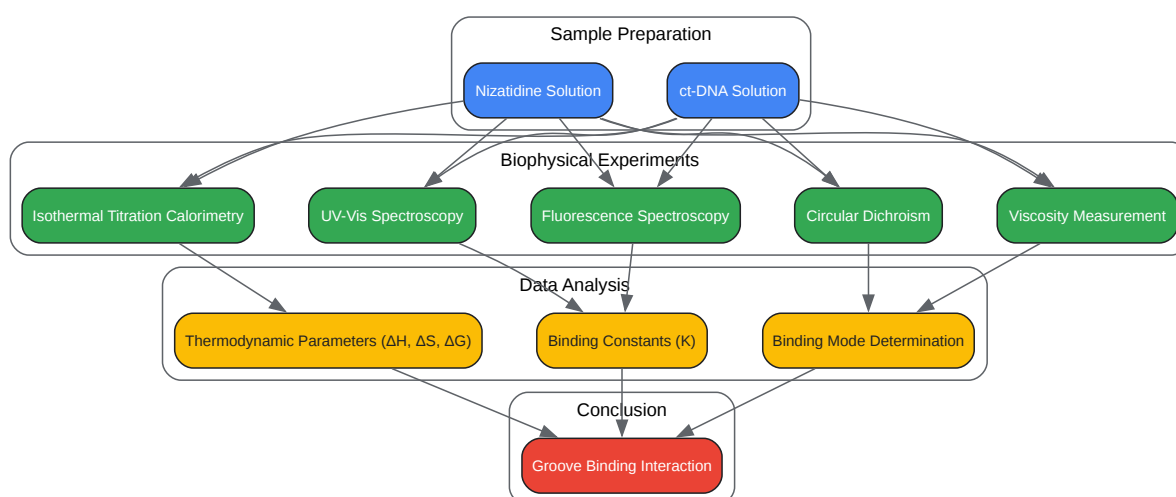 Sample Preparation
Nizatidine Solution
ct-DNA Solution
Biophysical Experiments
Isothermal Titration Calorimetry
UV-Vis Spectroscopy
Fluorescence Spectroscopy
Circular Dichroism
Viscosity Measurement
Data Analysis
Thermodynamic Parameters (ΔH, ΔS, ΔG)
Binding Constants (K)
Binding Mode Determination
Conclusion
Groove Binding Interaction